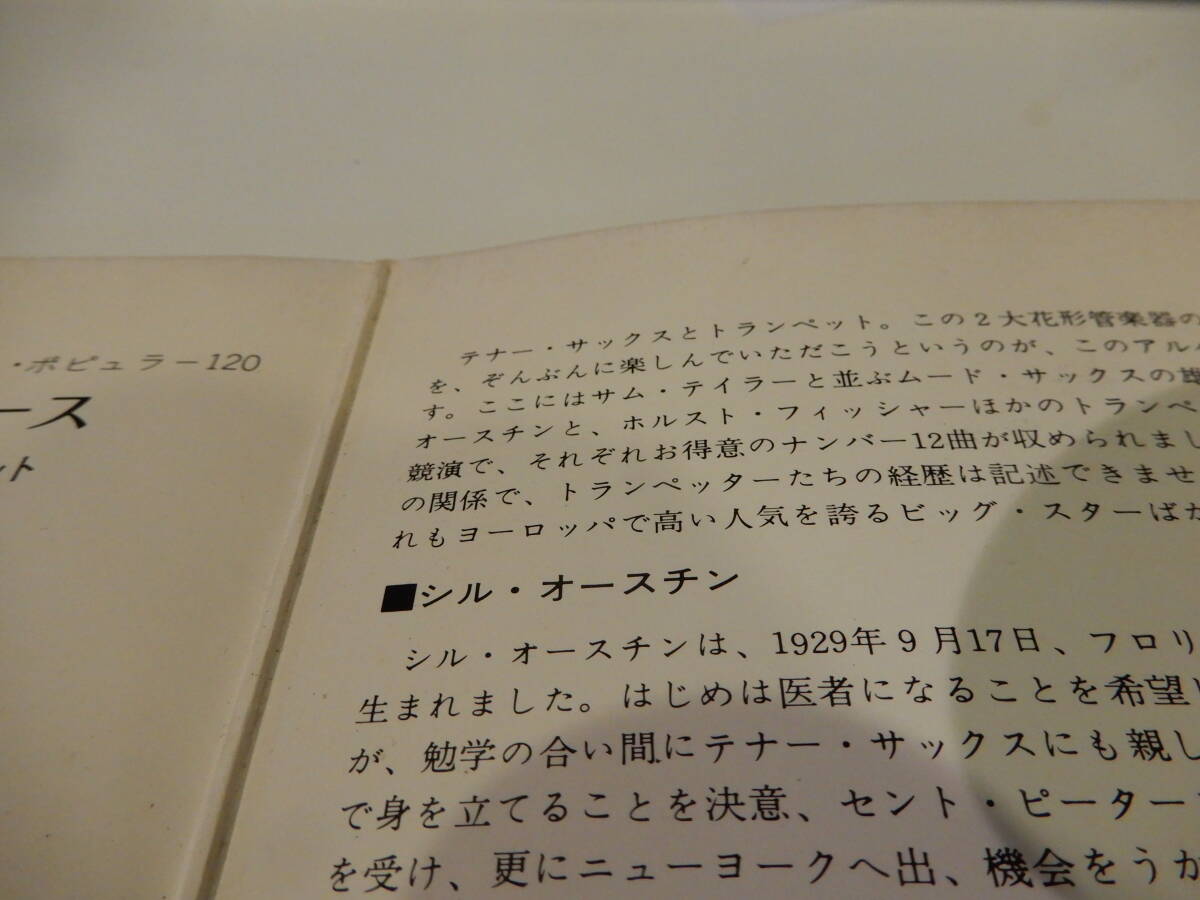 ・ポピュラー120
ース
ット
テナー・サックスとトランペット。この2大花形管楽器の
を、ぞんぶんに楽しんでいただこうというのが、このアル
す。ここにはサム・テイラーと並ぶムード・サックスの雄
オースチンと、ホルスト・フィッシャーほかのトランペ
競演で、それぞれお得意のナンバー12曲が収められまし
の関係で、トランペッターたちの経歴は記述できませ
れもヨーロッパで高い人気を誇るビッグ・スターばか
■シル・オースチン
シル・オースチンは、1929年9月17日、フロリ
生まれました。はじめは医者になることを希望し
が、勉学の合い間にテナー・サックスにも親し
で身を立てることを決意、セント・ピーター
を受け、更にニューヨークへ出、機会をうか